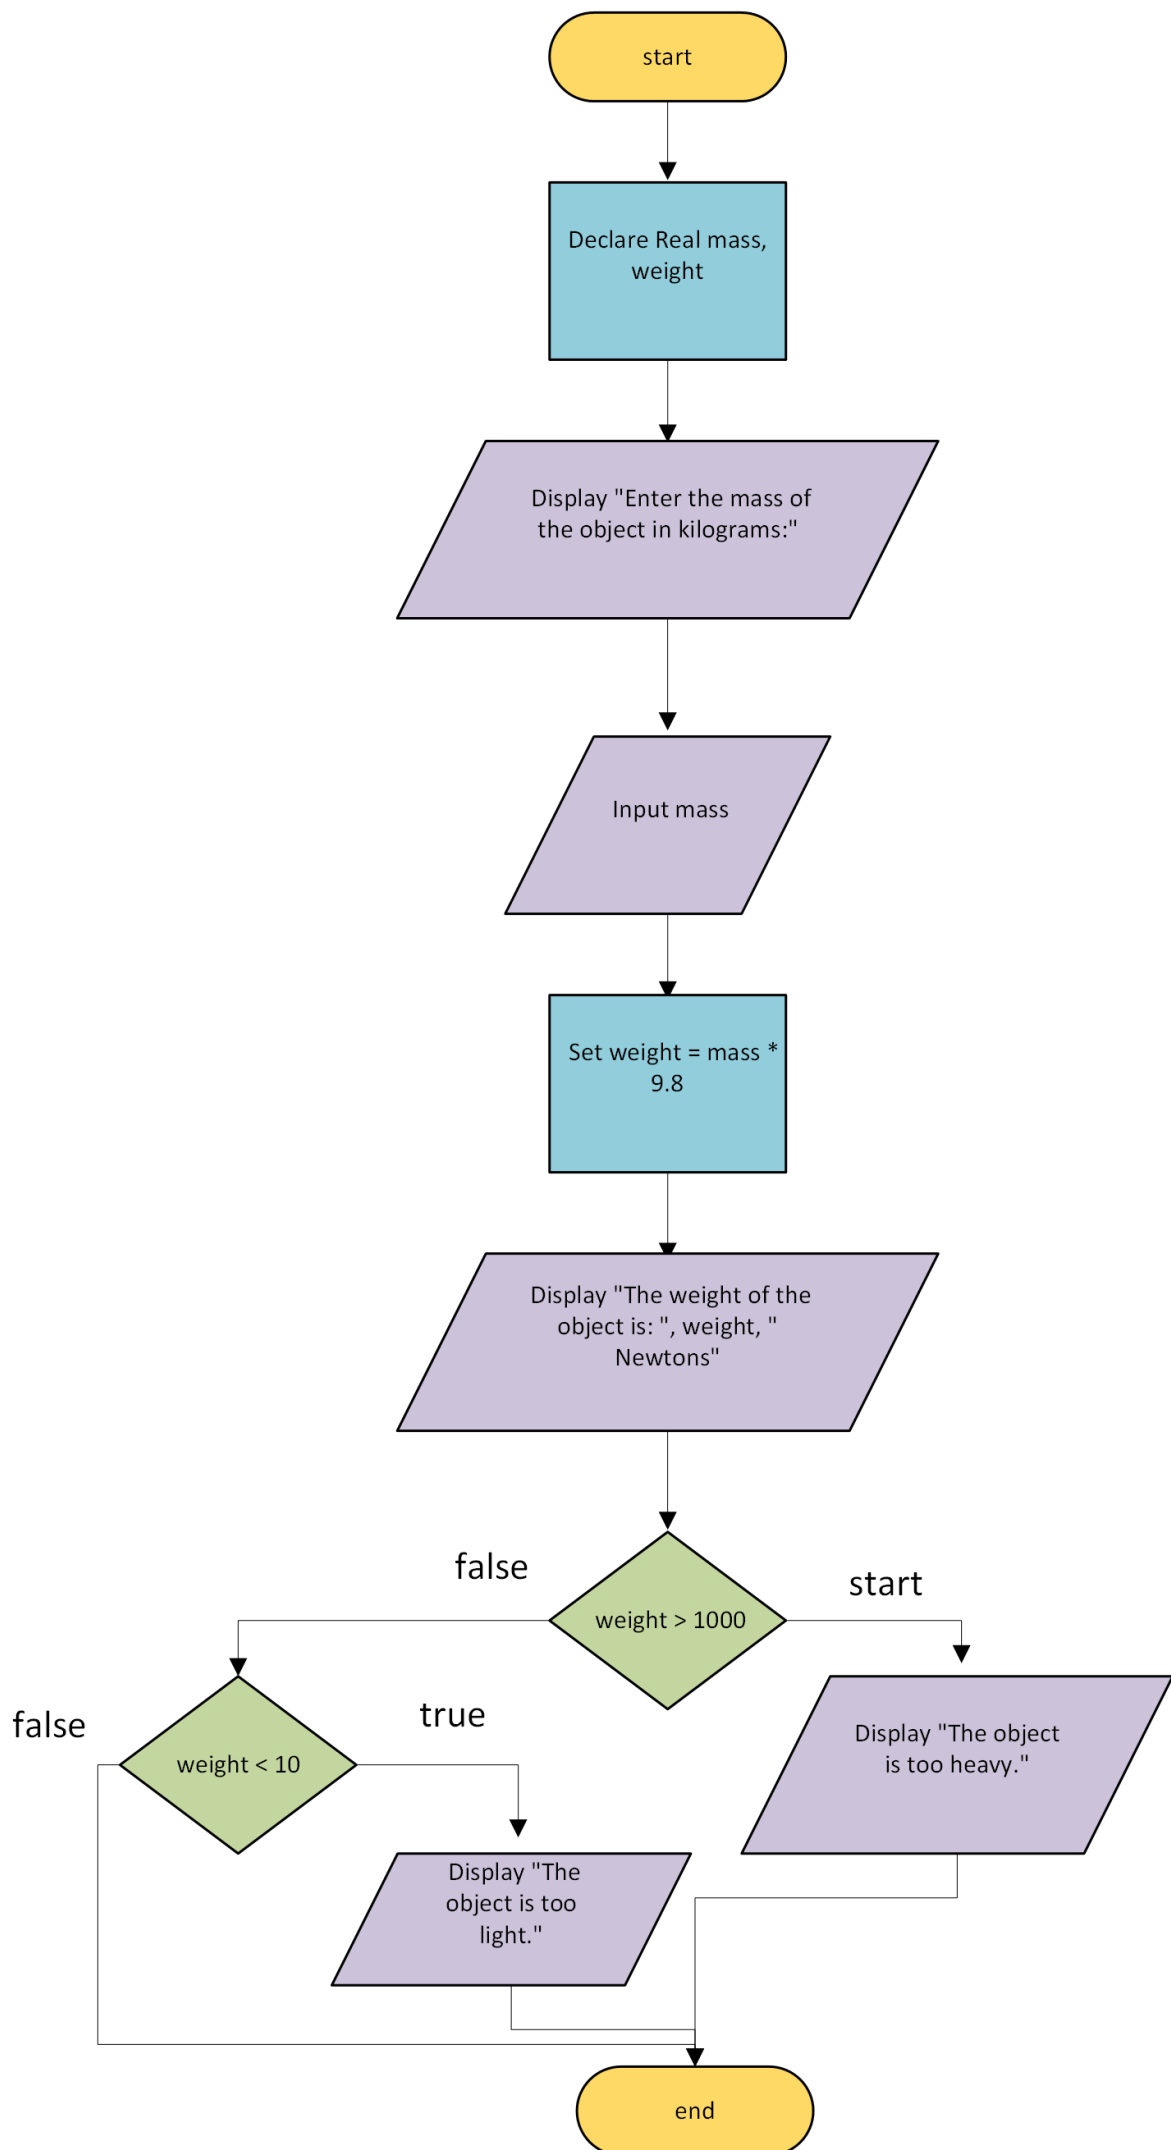 start
Declare Real mass,
weight
Display "Enter the mass of
the object in kilograms:"
Input mass
Set weight = mass *
9.8
Display "The weight of the
object is: ", weight, "
Newtons"
false
start
weight > 1000
false
true
weight < 10
Display "The object
is too heavy."
Display "The
object is too
light."
end